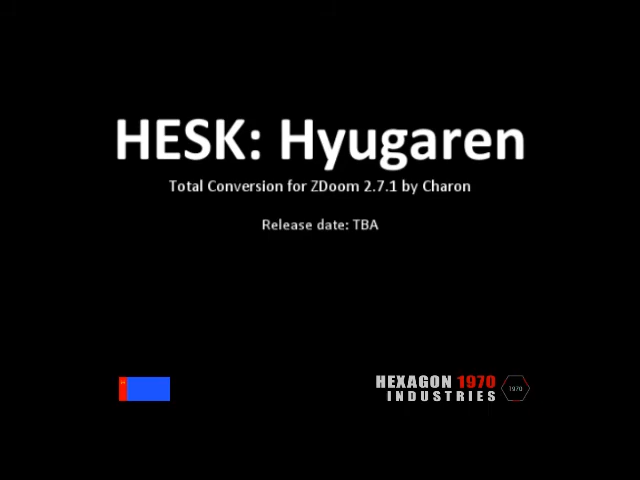 HESK: Hyugaren
Total Conversion for ZDoom 2.7.1 by Charon
Release date: TBA
HEXAGON 1970
INDUSTRIES
1970